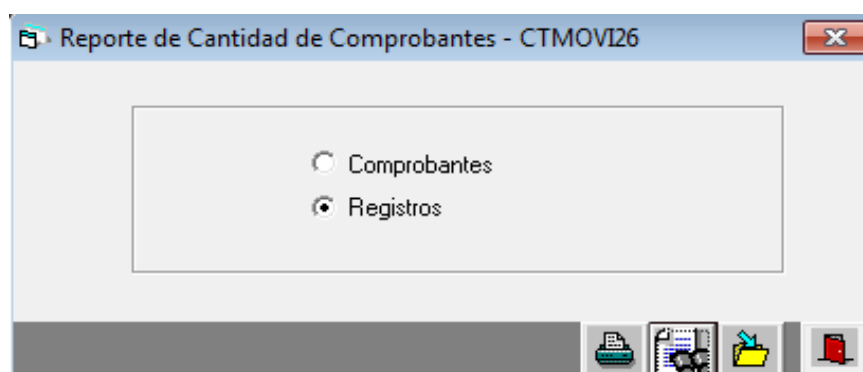 Reporte de Cantidad de Comprobantes - CTMOVI26
Comprobantes
Registros